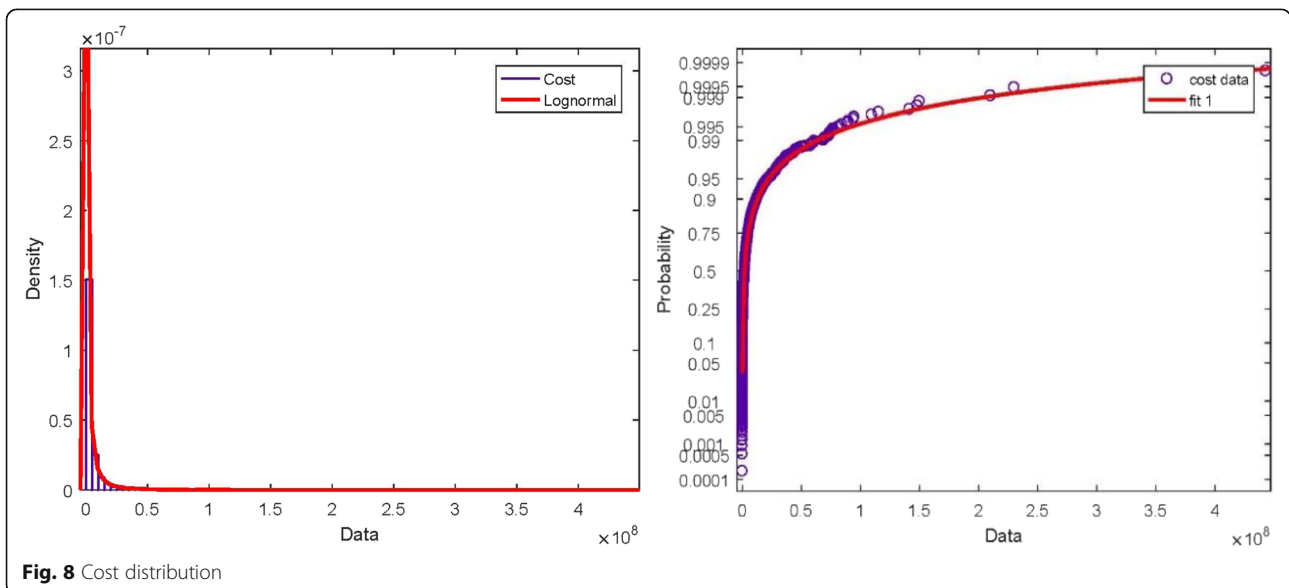 ×10⁻⁷
3
2.5
2
1.5
1
0.5
0
Density
Cost
Lognormal
0 0.5 1 1.5 2 2.5 3 3.5 4
Data
×10⁸
0.9999
0.9995
0.999
0.995
0.99
0.95
0.9
0.75
0.5
0.25
0.1
0.05
0.01
0.005
0.001
0.0005
0.0001
Probability
cost data
fit 1
0 0.5 1 1.5 2 2.5 3 3.5 4
Data
×10⁸
Fig. 8 Cost distribution